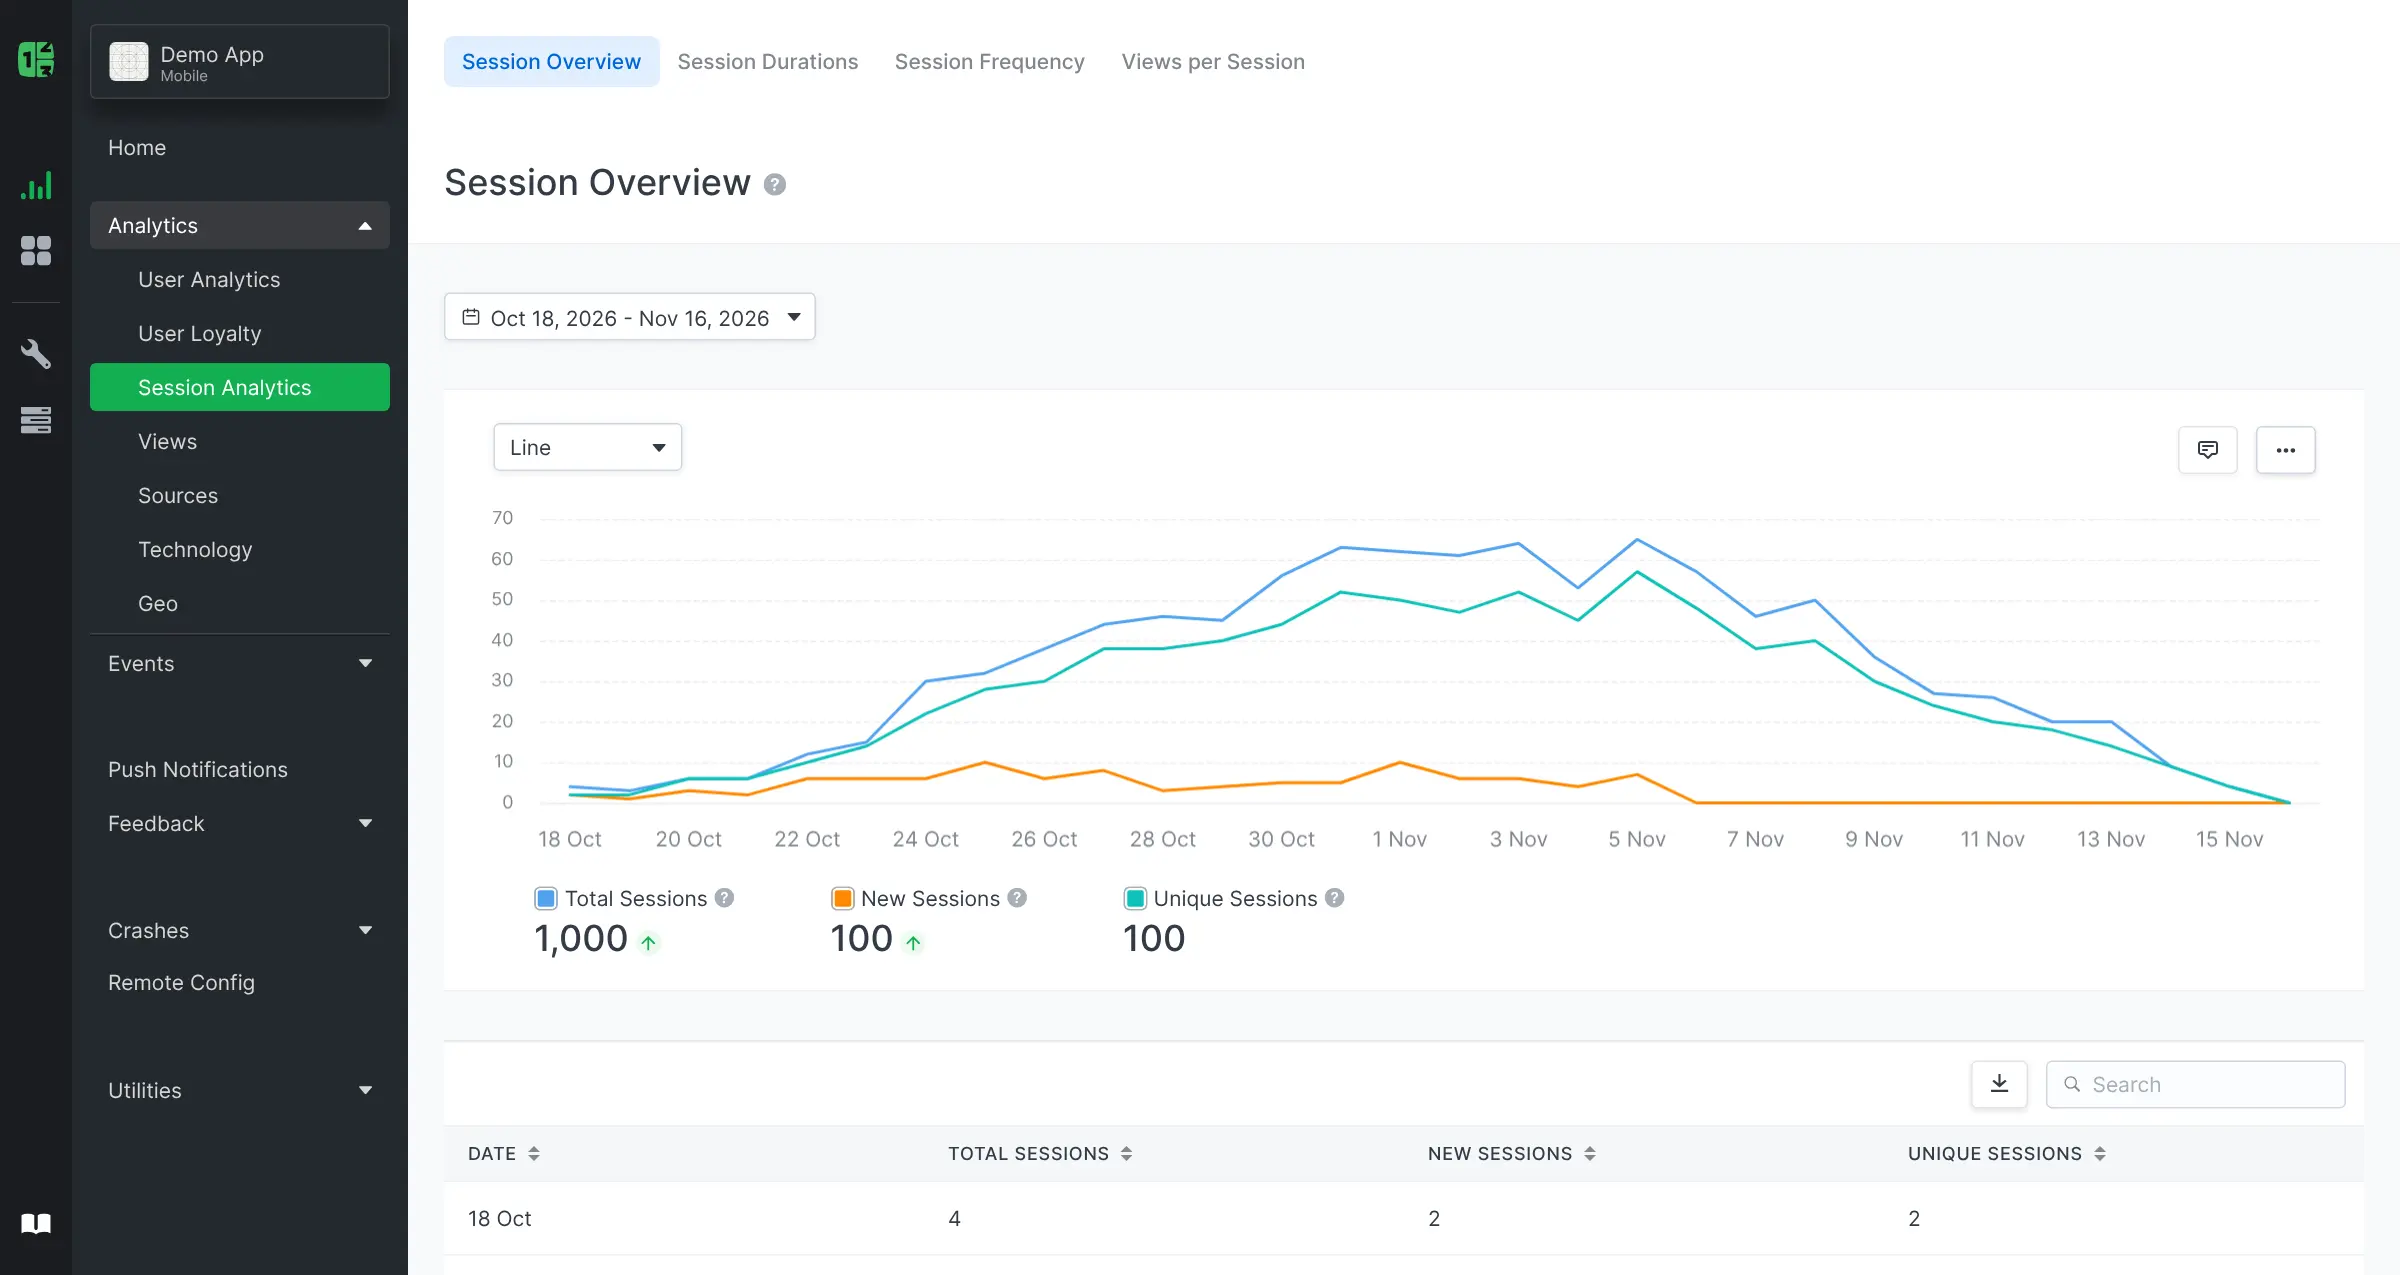 Demo App
Mobile
Home
Analytics
User Analytics
User Loyalty
Session Analytics
Views
Sources
Technology
Geo
Events
Push Notifications
Feedback
Crashes
Remote Config
Utilities
Session Overview Session Durations Session Frequency Views per Session
Session Overview ?
Oct 18, 2026 - Nov 16, 2026
Line
70
60
50
40
30
20
10
0
18 Oct 20 Oct 22 Oct 24 Oct 26 Oct 28 Oct 30 Oct 1 Nov 3 Nov 5 Nov 7 Nov 9 Nov 11 Nov 13 Nov 15 Nov
Total Sessions ? New Sessions ? Unique Sessions ?
1,000 100 100
Search
DATE TOTAL SESSIONS NEW SESSIONS UNIQUE SESSIONS
18 Oct 4 2 2